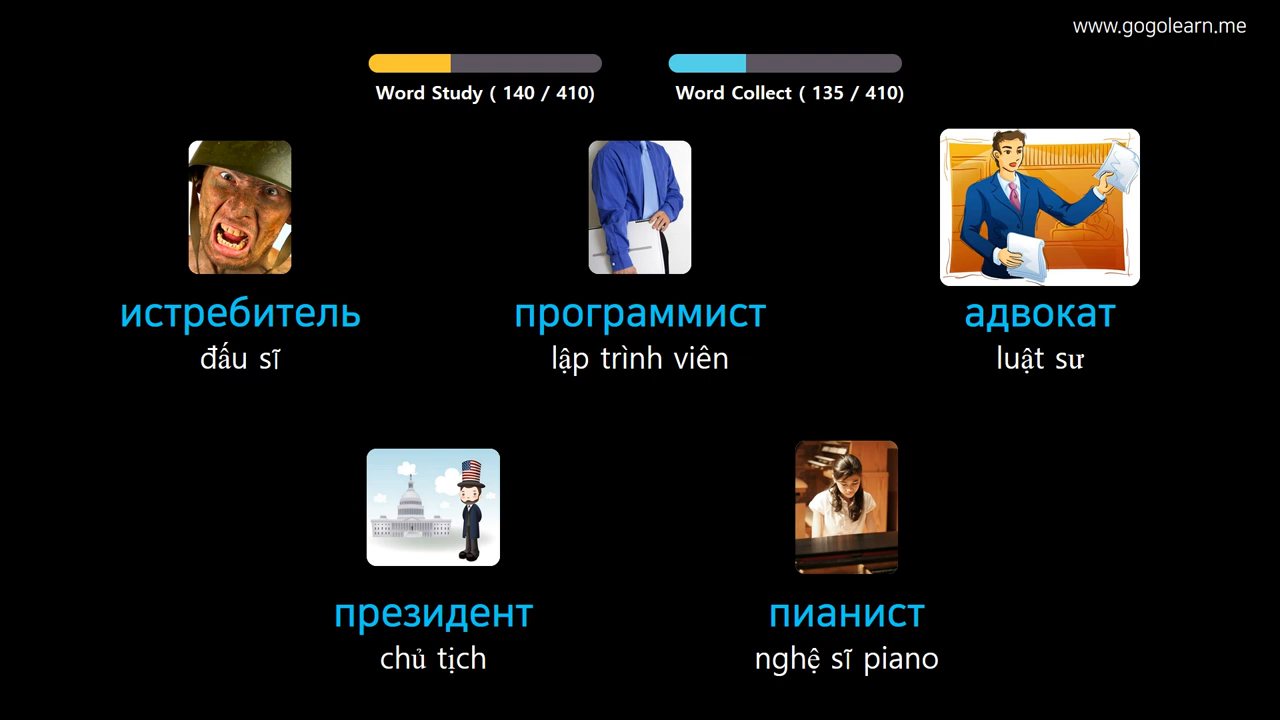 www.gogolearn.me
Word Study ( 140 / 410)
Word Collect ( 135 / 410)
истребитель
đấu sĩ
программист
lập trình viên
адвокат
luật sư
президент
chủ tịch
пианист
nghệ sĩ piano